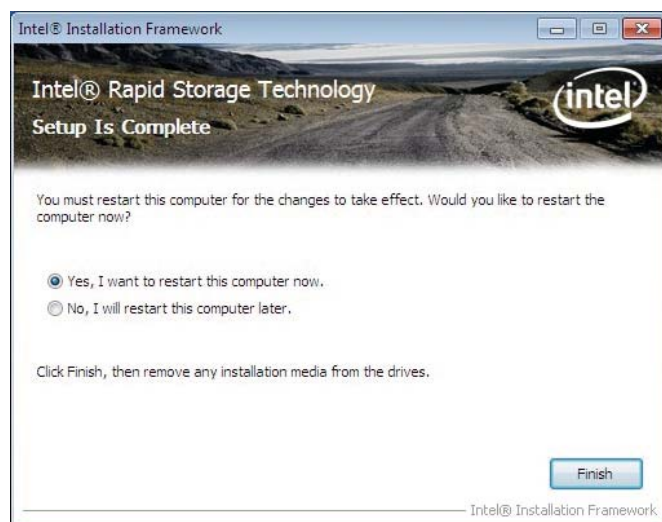 Intel® Installation Framework
Intel® Rapid Storage Technology
Setup Is Complete
intel
You must restart this computer for the changes to take effect. Would you like to restart the
computer now?
Yes, I want to restart this computer now.
No, I will restart this computer later.
Click Finish, then remove any installation media from the drives.
Finish
Intel® Installation Framework